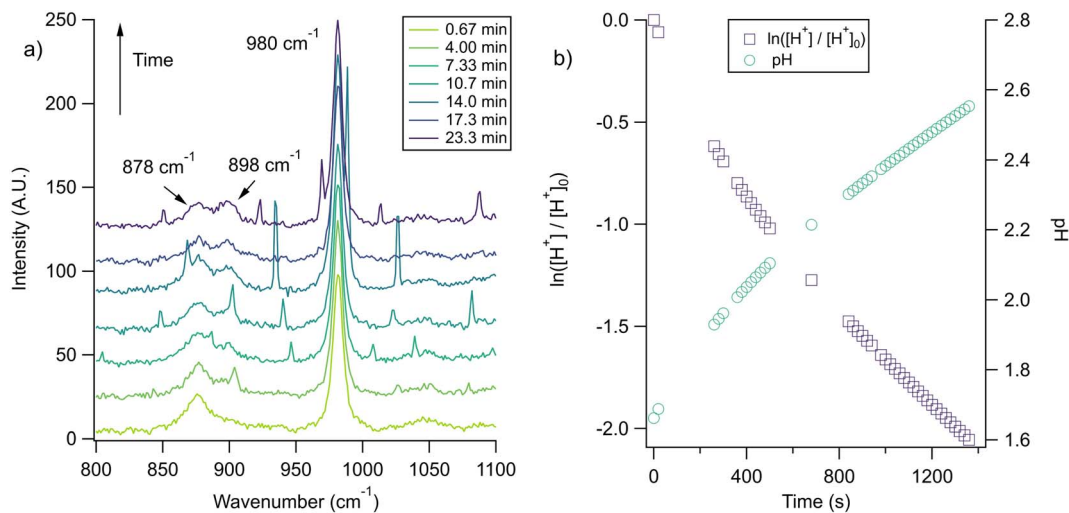 a)
Time
980 cm⁻¹
878 cm⁻¹
898 cm⁻¹
0.67 min
4.00 min
7.33 min
10.7 min
14.0 min
17.3 min
23.3 min
Intensity (A.U.)
250
200
150
100
50
0
800
850
900
950
1000
1050
1100
Wavenumber (cm⁻¹)
b)
ln([H⁺] / [H⁺]₀)
pH
ln([H⁺] / [H⁺]₀)
0.0
-0.5
-1.0
-1.5
-2.0
pH
2.8
2.6
2.4
2.2
2.0
1.8
1.6
0
400
800
1200
Time (s)